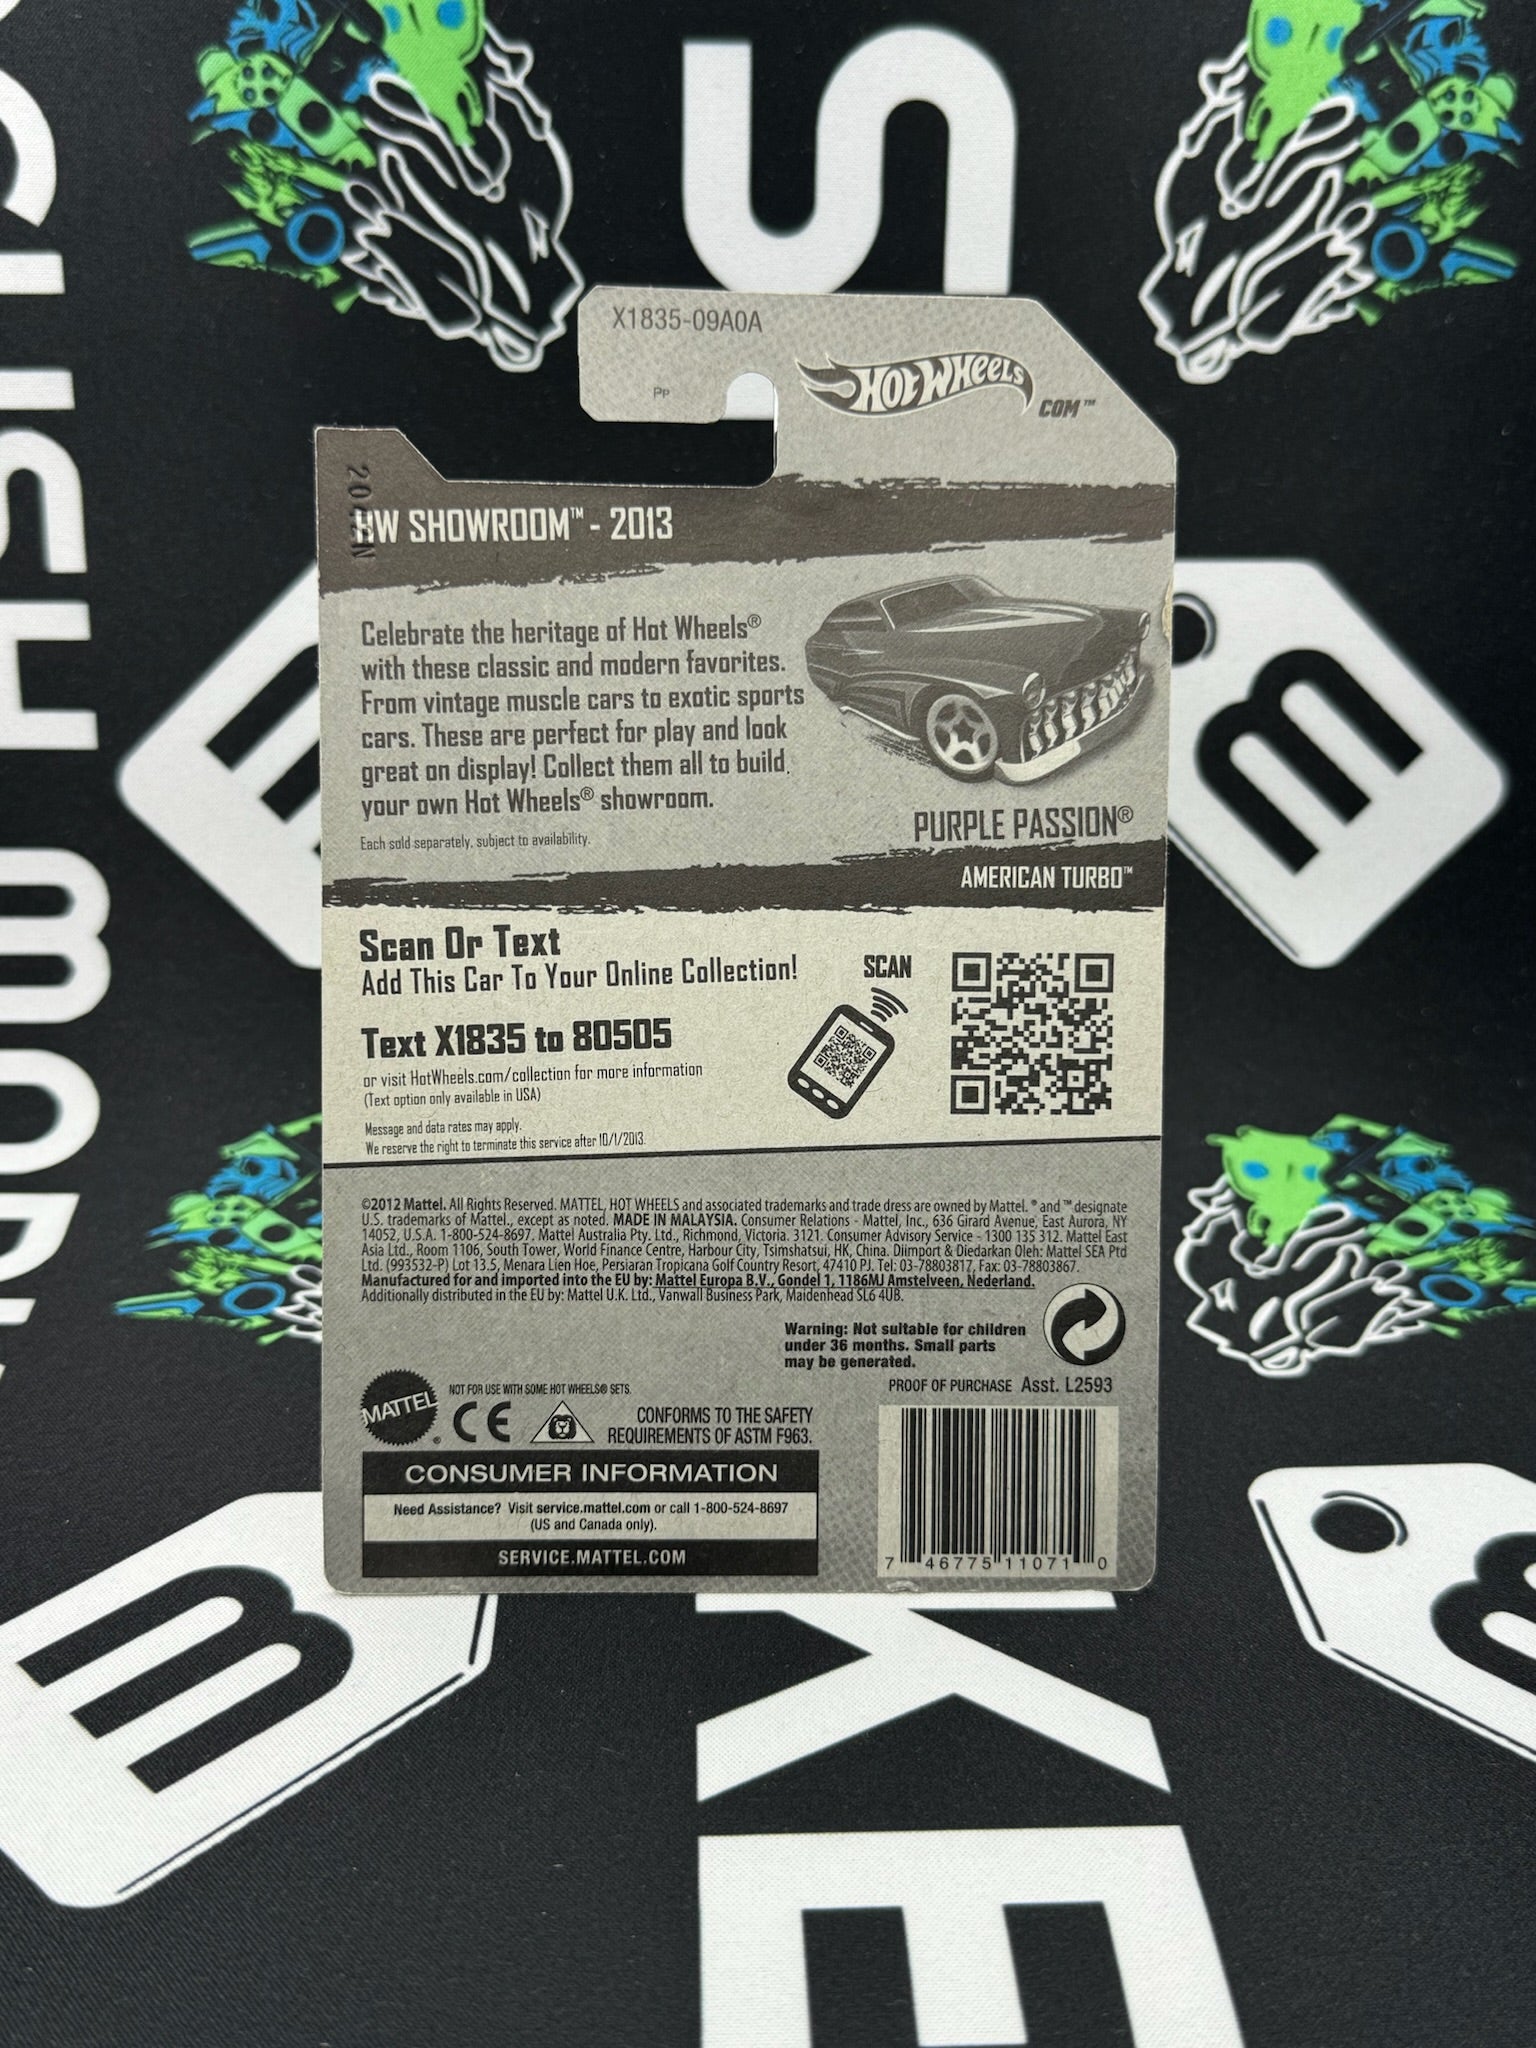 X1835-09A0A
Pp
HOT WHEELS
COM™
HW SHOWROOM™ - 2013
Celebrate the heritage of Hot Wheels®
with these classic and modern favorites.
From vintage muscle cars to exotic sports
cars. These are perfect for play and look
great on display! Collect them all to build
your own Hot Wheels® showroom.
Each sold separately, subject to availability.
PURPLE PASSION®
AMERICAN TURBO™
Scan Or Text
Add This Car To Your Online Collection!
SCAN
Text X1835 to 80505
or visit HotWheels.com/collection for more information
(Text option only available in USA)
Message and data rates may apply.
We reserve the right to terminate this service after 10/1/2013.
©2012 Mattel. All Rights Reserved. MATTEL, HOT WHEELS and associated trademarks and trade dress are owned by Mattel. ® and ™ designate
U.S. trademarks of Mattel., except as noted. MADE IN MALAYSIA. Consumer Relations - Mattel, Inc., 636 Girard Avenue, East Aurora, NY
14052, U.S.A. 1-800-524-8697. Mattel Australia Pty. Ltd., Richmond, Victoria. 3121. Consumer Advisory Service - 1300 135 312. Mattel East
Asia Ltd., Room 1106, South Tower, World Finance Centre, Harbour City, Tsimshatsui, HK, China. Diimport & Diedarkan Oleh: Mattel SEA Ptd
Ltd. (993532-P) Lot 13.5, Menara Lien Hoe, Persiaran Tropicana Golf Country Resort, 47410 PJ. Tel: 03-78803817, Fax: 03-78803867.
Manufactured for and imported into the EU by: Mattel Europa B.V., Gondel 1, 1186MJ Amstelveen, Nederland.
Additionally distributed in the EU by: Mattel U.K. Ltd., Vanwall Business Park, Maidenhead SL6 4UB.
Warning: Not suitable for children
under 36 months. Small parts
may be generated.
PROOF OF PURCHASE Asst. L2593
MATTEL®
NOT FOR USE WITH SOME HOT WHEELS® SETS.
CE
CONFORMS TO THE SAFETY
REQUIREMENTS OF ASTM F963.
CONSUMER INFORMATION
Need Assistance? Visit service.mattel.com or call 1-800-524-8697
(US and Canada only).
SERVICE.MATTEL.COM
7 46775 11071 0